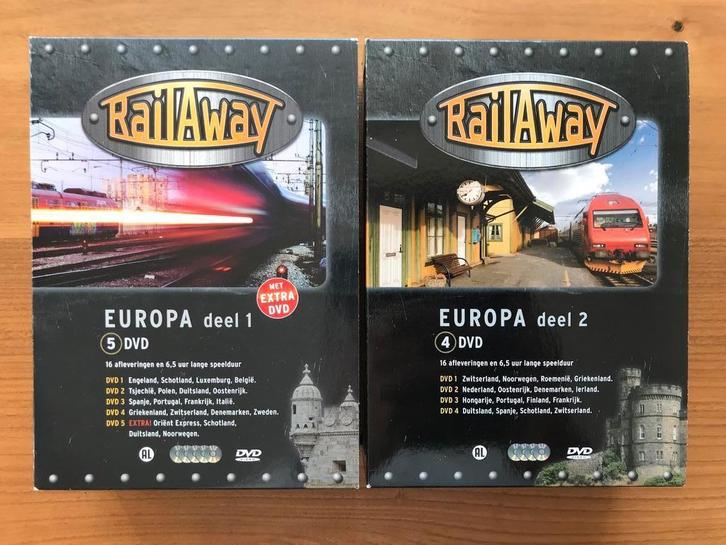 RailAway
MET
EXTRA
DVD
EUROPA deel 1
5 DVD
16 afleveringen en 6,5 uur lange speelduur
DVD 1 Engeland, Schotland, Luxemburg, België.
DVD 2 Tsjechië, Polen, Duitsland, Oostenrijk.
DVD 3 Spanje, Portugal, Frankrijk, Italië.
DVD 4 Griekenland, Zwitserland, Denemarken, Zweden.
DVD 5 EXTRA! Oriënt Express, Schotland,
Duitsland, Noorwegen.
AL
DVD
RailAway
EUROPA deel 2
4 DVD
16 afleveringen en 6,5 uur lange speelduur
DVD 1 Zwitserland, Noorwegen, Roemenië, Griekenland.
DVD 2 Nederland, Oostenrijk, Denemarken, Ierland.
DVD 3 Hongarije, Portugal, Finland, Frankrijk.
DVD 4 Duitsland, Spanje, Schotland, Zwitserland.
AL
DVD